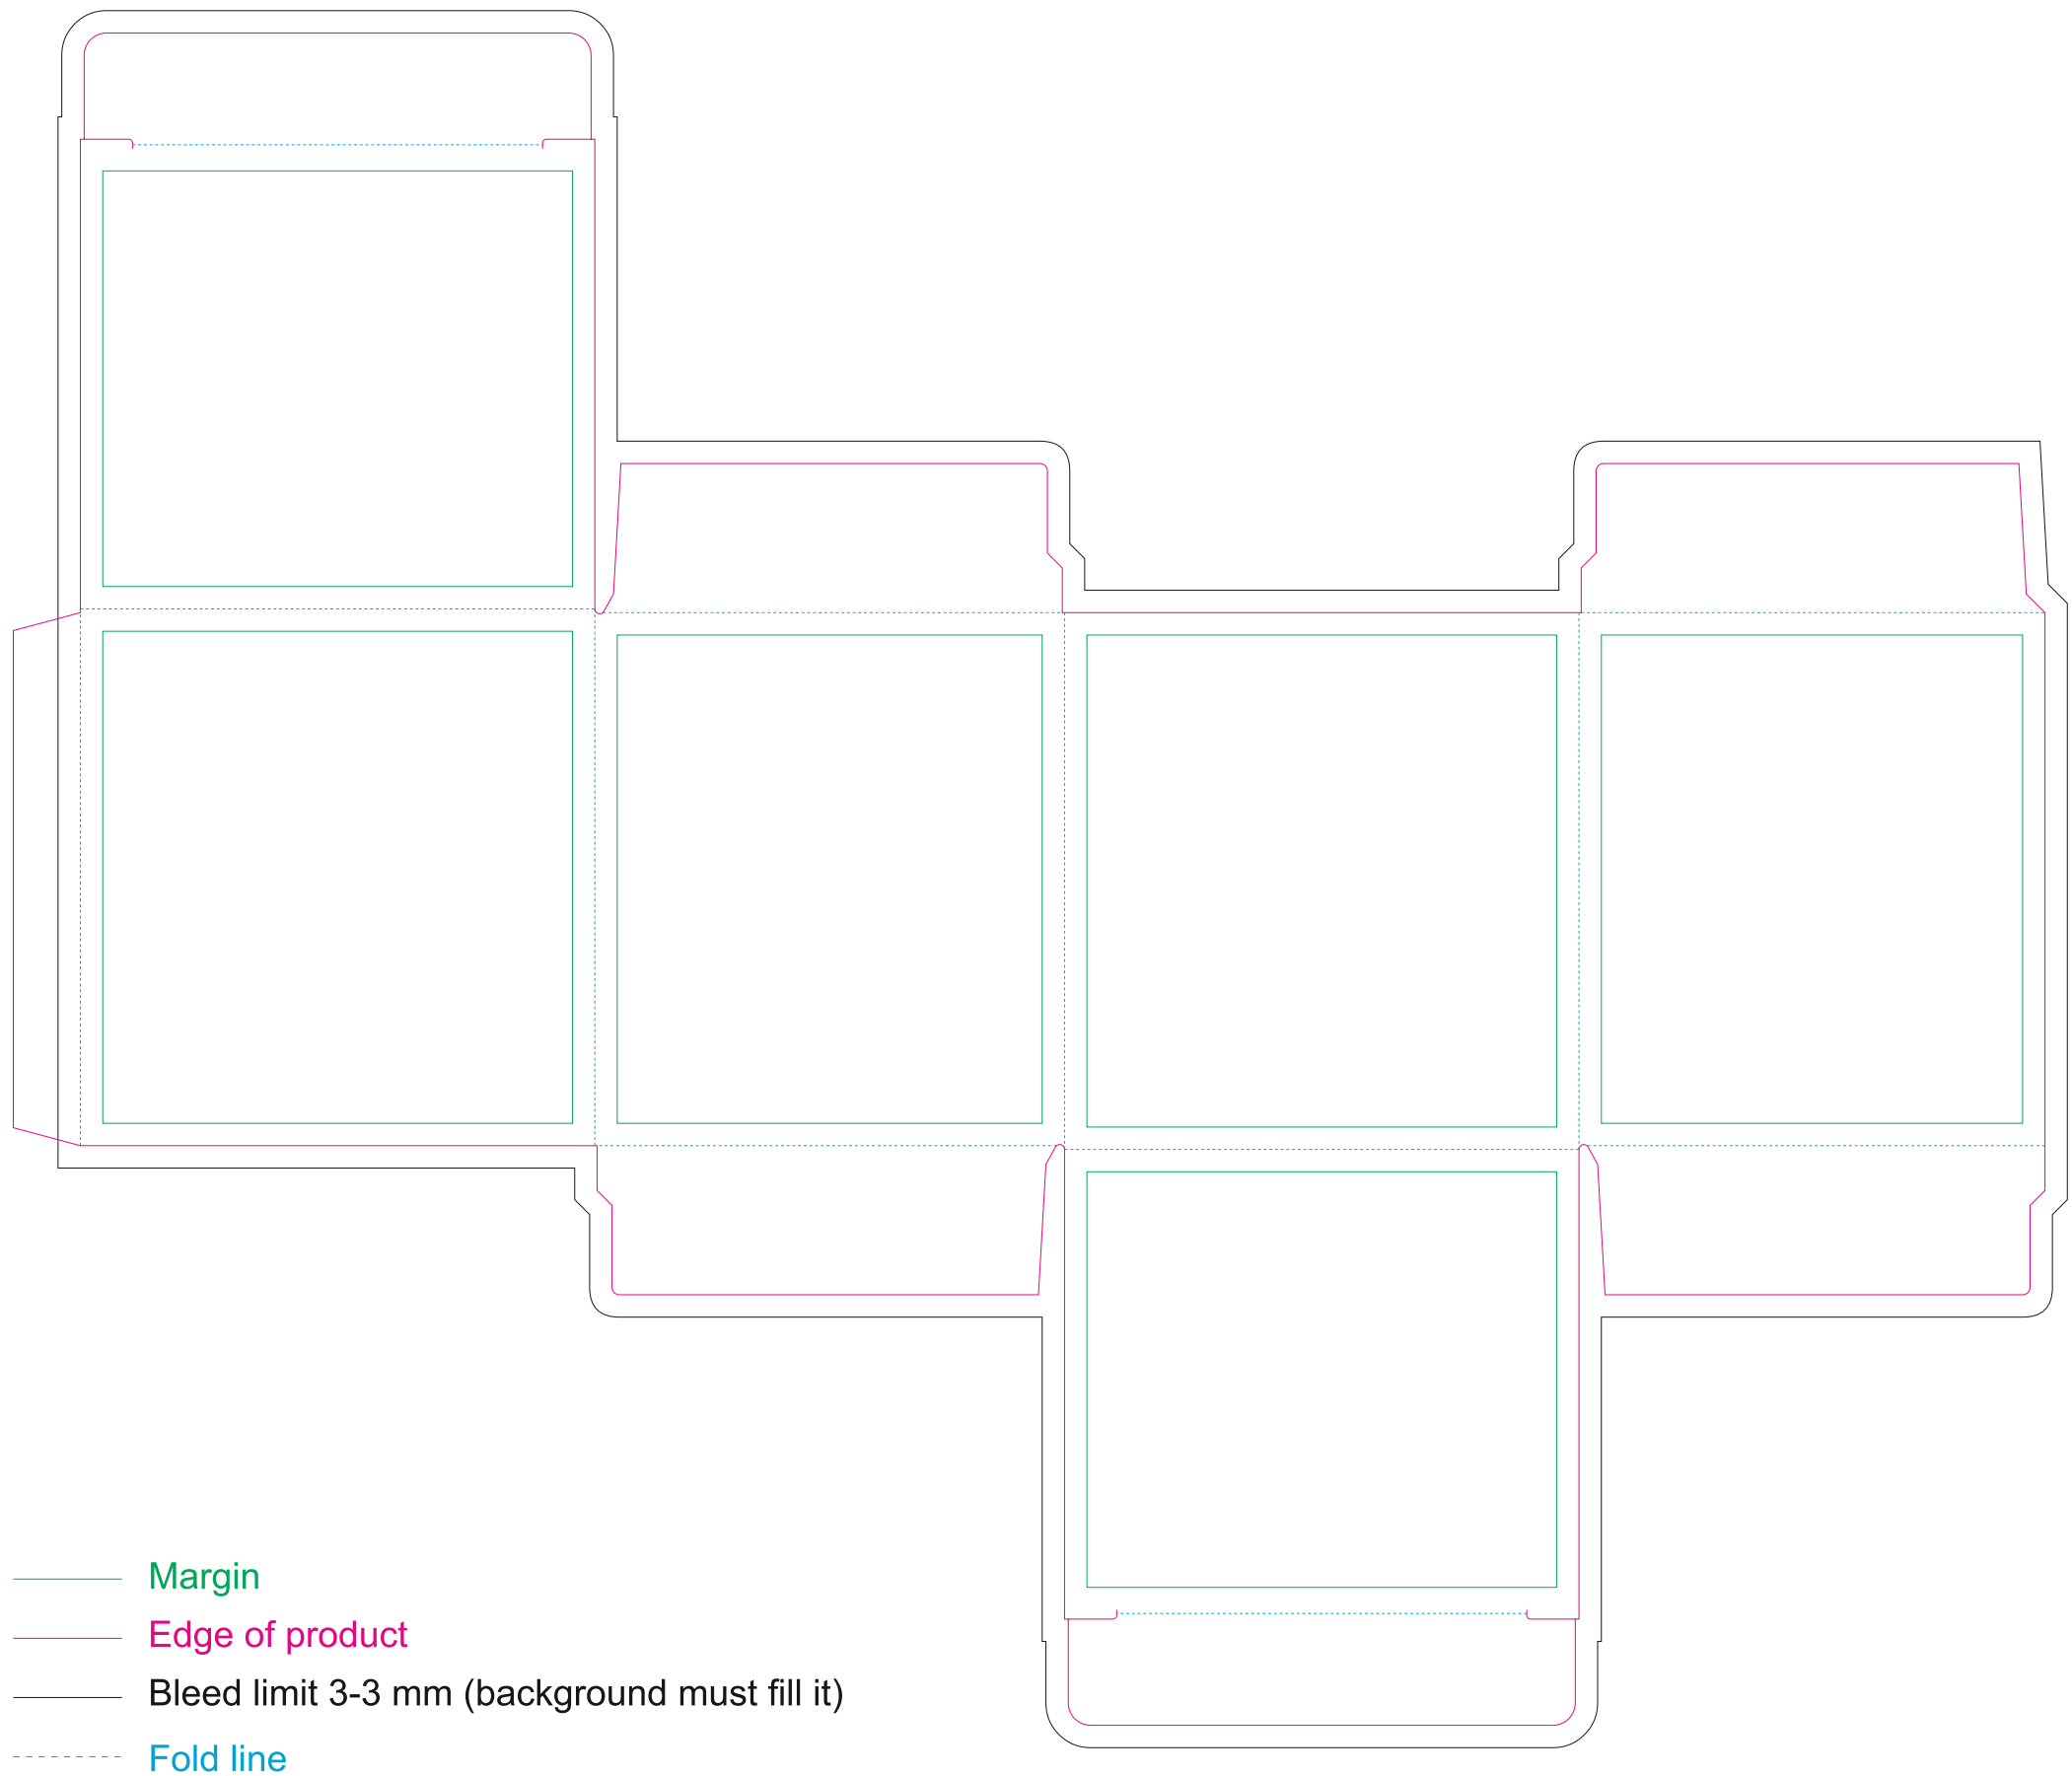 Margin
Edge of product
Bleed limit 3-3 mm (background must fill it)
Fold line